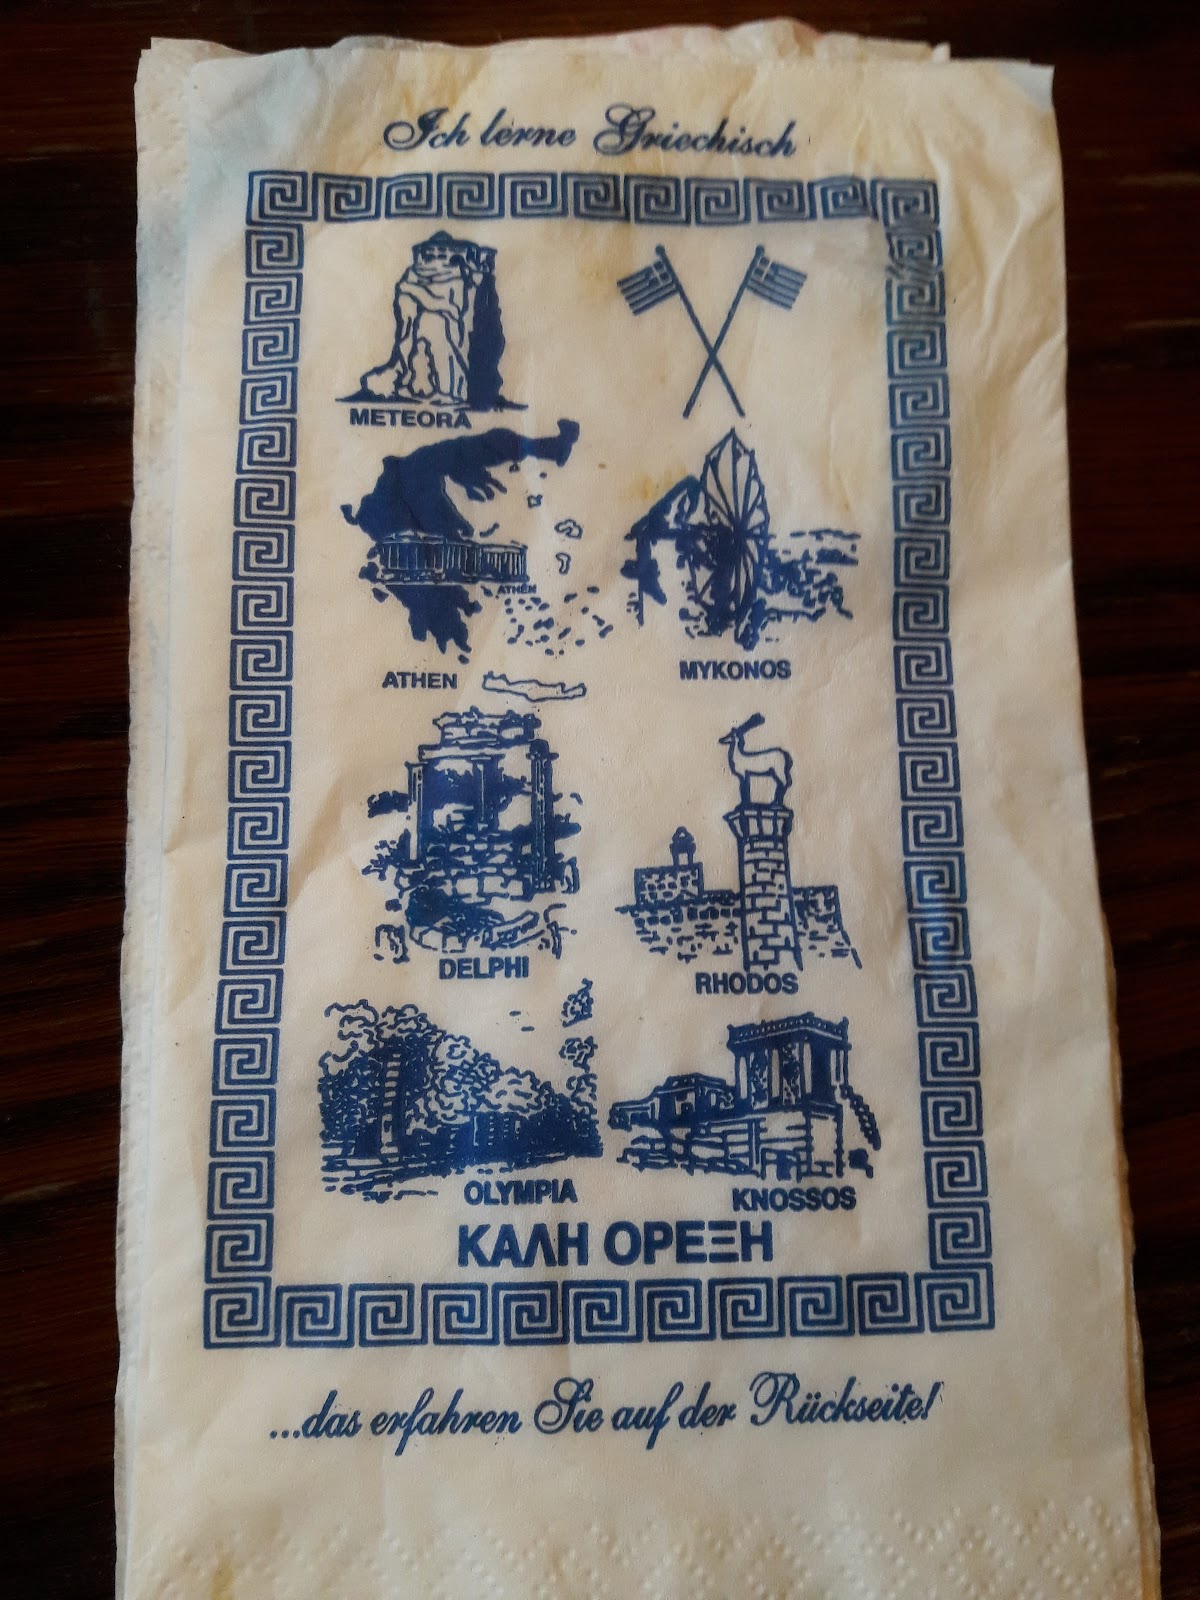 Ich lerne Griechisch
METEORA
ATHEN
ATHEN
MYKONOS
DELPHI
RHODOS
OLYMPIA
KNOSSOS
ΚΑΛΗ ΟΡΕΞΗ
...das erfahren Sie auf der Rückseite!